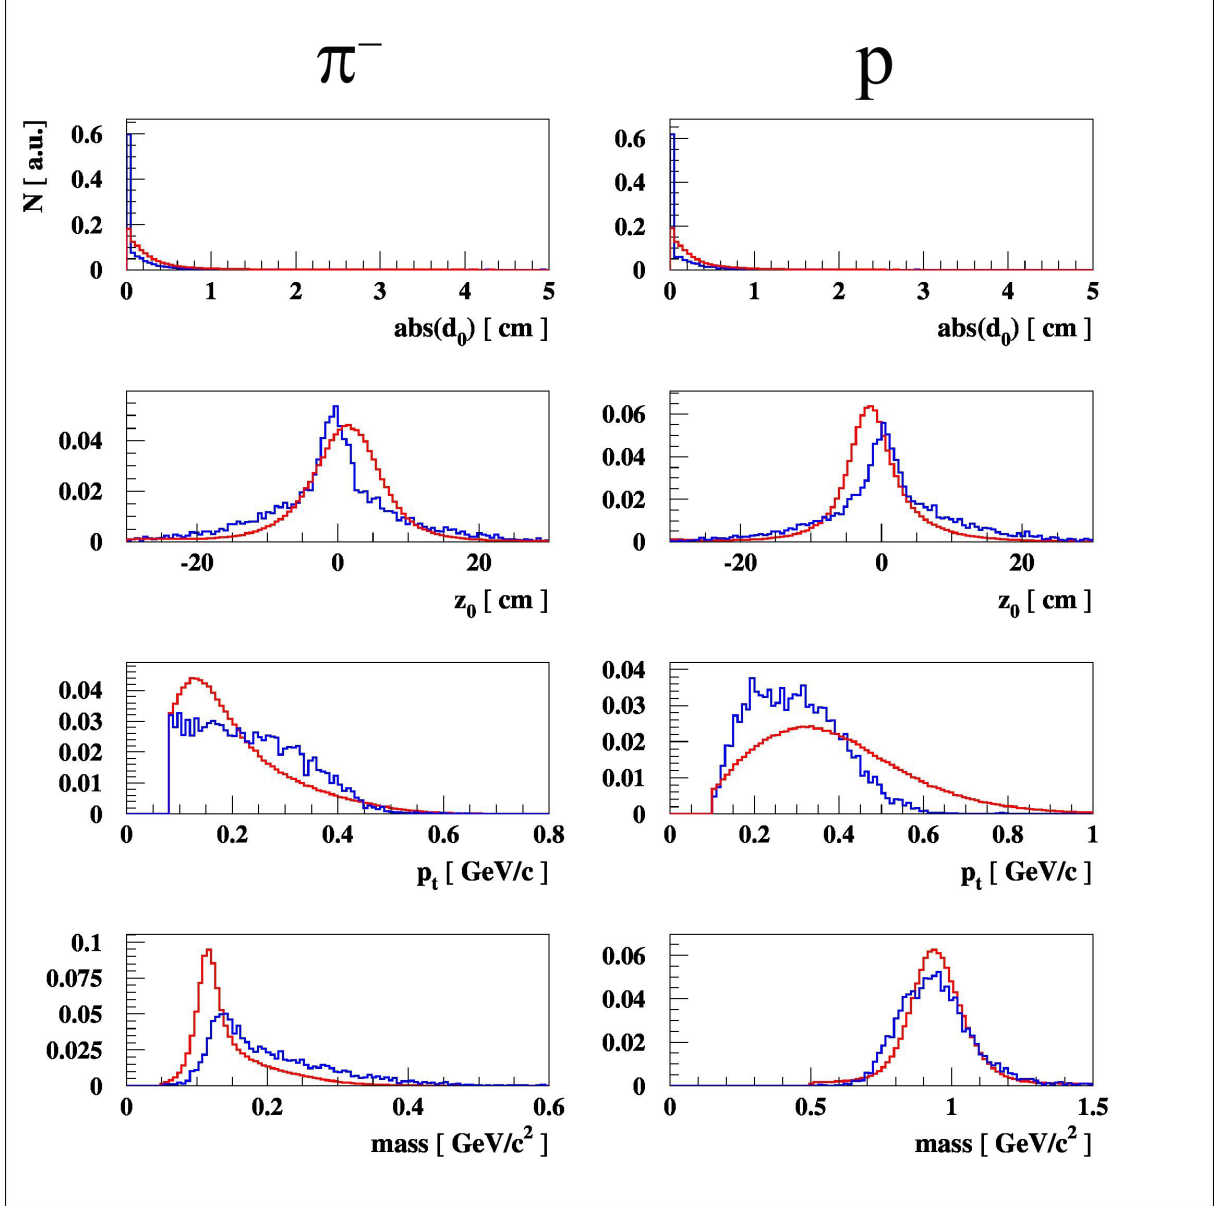 π⁻ p
N [ a.u.]
0.6 0.4 0.2 0
0 1 2 3 4 5
abs(d₀) [ cm ]
0.6 0.4 0.2 0
0 1 2 3 4 5
abs(d₀) [ cm ]
0.04 0.02 0
-20 0 20
z₀ [ cm ]
0.06 0.04 0.02 0
-20 0 20
z₀ [ cm ]
0.04 0.03 0.02 0.01 0
0 0.2 0.4 0.6 0.8
pₜ [ GeV/c ]
0.04 0.03 0.02 0.01 0
0 0.2 0.4 0.6 0.8 1
pₜ [ GeV/c ]
0.1 0.075 0.05 0.025 0
0 0.2 0.4 0.6
mass [ GeV/c² ]
0.06 0.04 0.02 0
0 0.5 1 1.5
mass [ GeV/c² ]